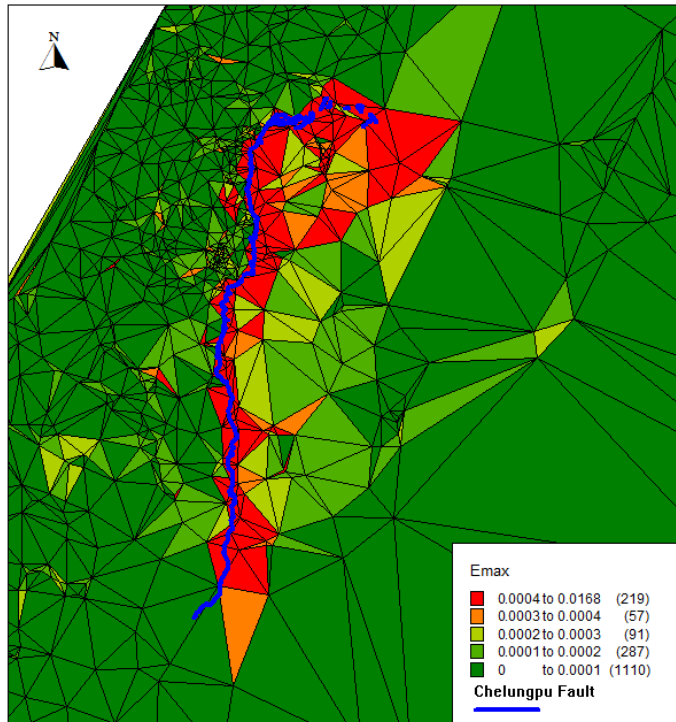 N
Emax
0.0004 to 0.0168 (219)
0.0003 to 0.0004 (57)
0.0002 to 0.0003 (91)
0.0001 to 0.0002 (287)
0 to 0.0001 (1110)
Chelungpu Fault